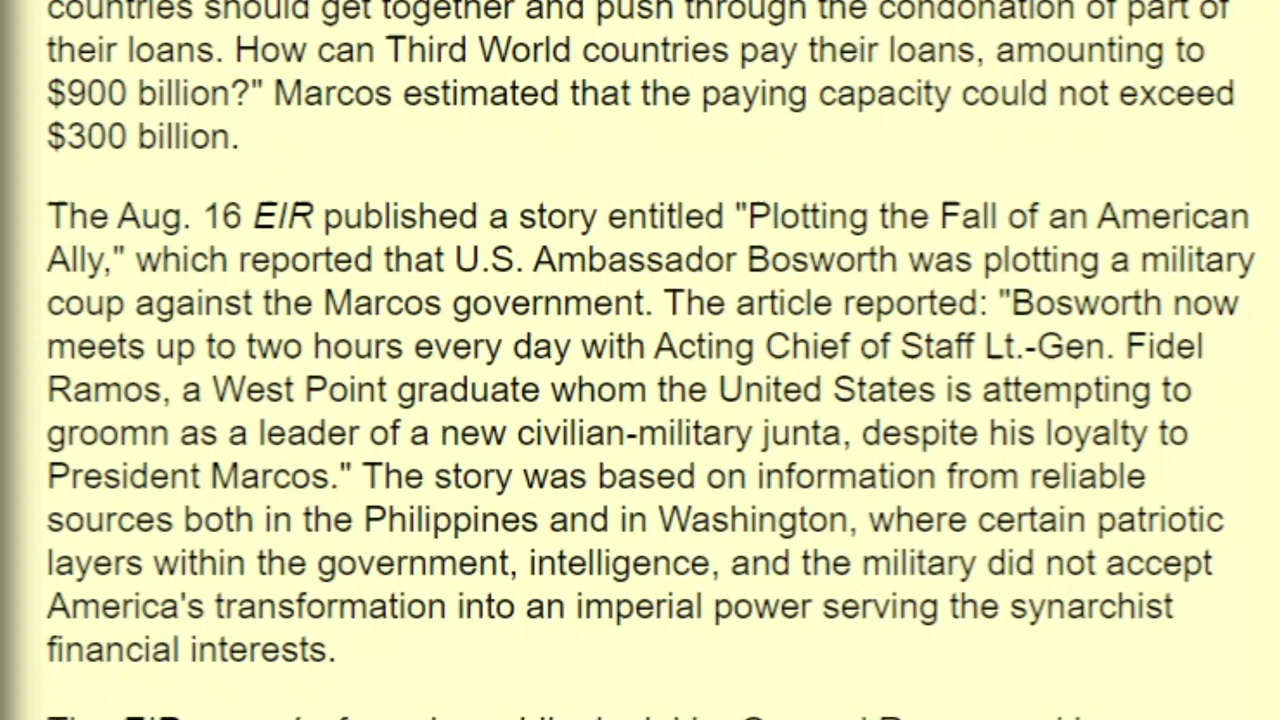 countries should get together and push through the condonation of part of
their loans. How can Third World countries pay their loans, amounting to
$900 billion?" Marcos estimated that the paying capacity could not exceed
$300 billion.
The Aug. 16 EIR published a story entitled "Plotting the Fall of an American
Ally," which reported that U.S. Ambassador Bosworth was plotting a military
coup against the Marcos government. The article reported: "Bosworth now
meets up to two hours every day with Acting Chief of Staff Lt.-Gen. Fidel
Ramos, a West Point graduate whom the United States is attempting to
groomn as a leader of a new civilian-military junta, despite his loyalty to
President Marcos." The story was based on information from reliable
sources both in the Philippines and in Washington, where certain patriotic
layers within the government, intelligence, and the military did not accept
America's transformation into an imperial power serving the synarchist
financial interests.
The EIR